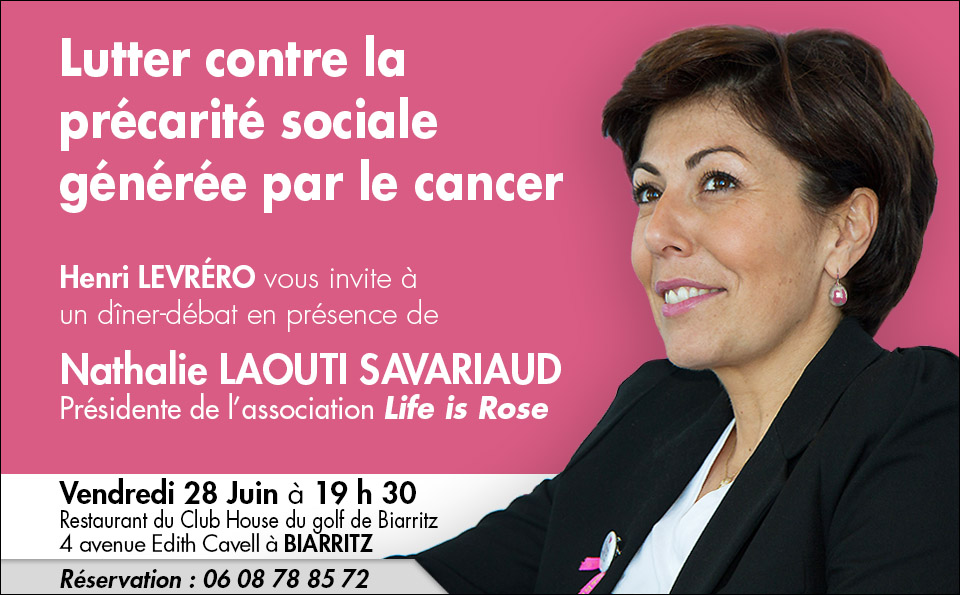 Lutter contre la
précarité sociale
générée par le cancer
Henri LEVRÉRO vous invite à
un dîner-débat en présence de
Nathalie LAOUTI SAVARIAUD
Présidente de l'association Life is Rose
Vendredi 28 Juin à 19 h 30
Restaurant du Club House du golf de Biarritz
4 avenue Edith Cavell à BIARRITZ
Réservation : 06 08 78 85 72